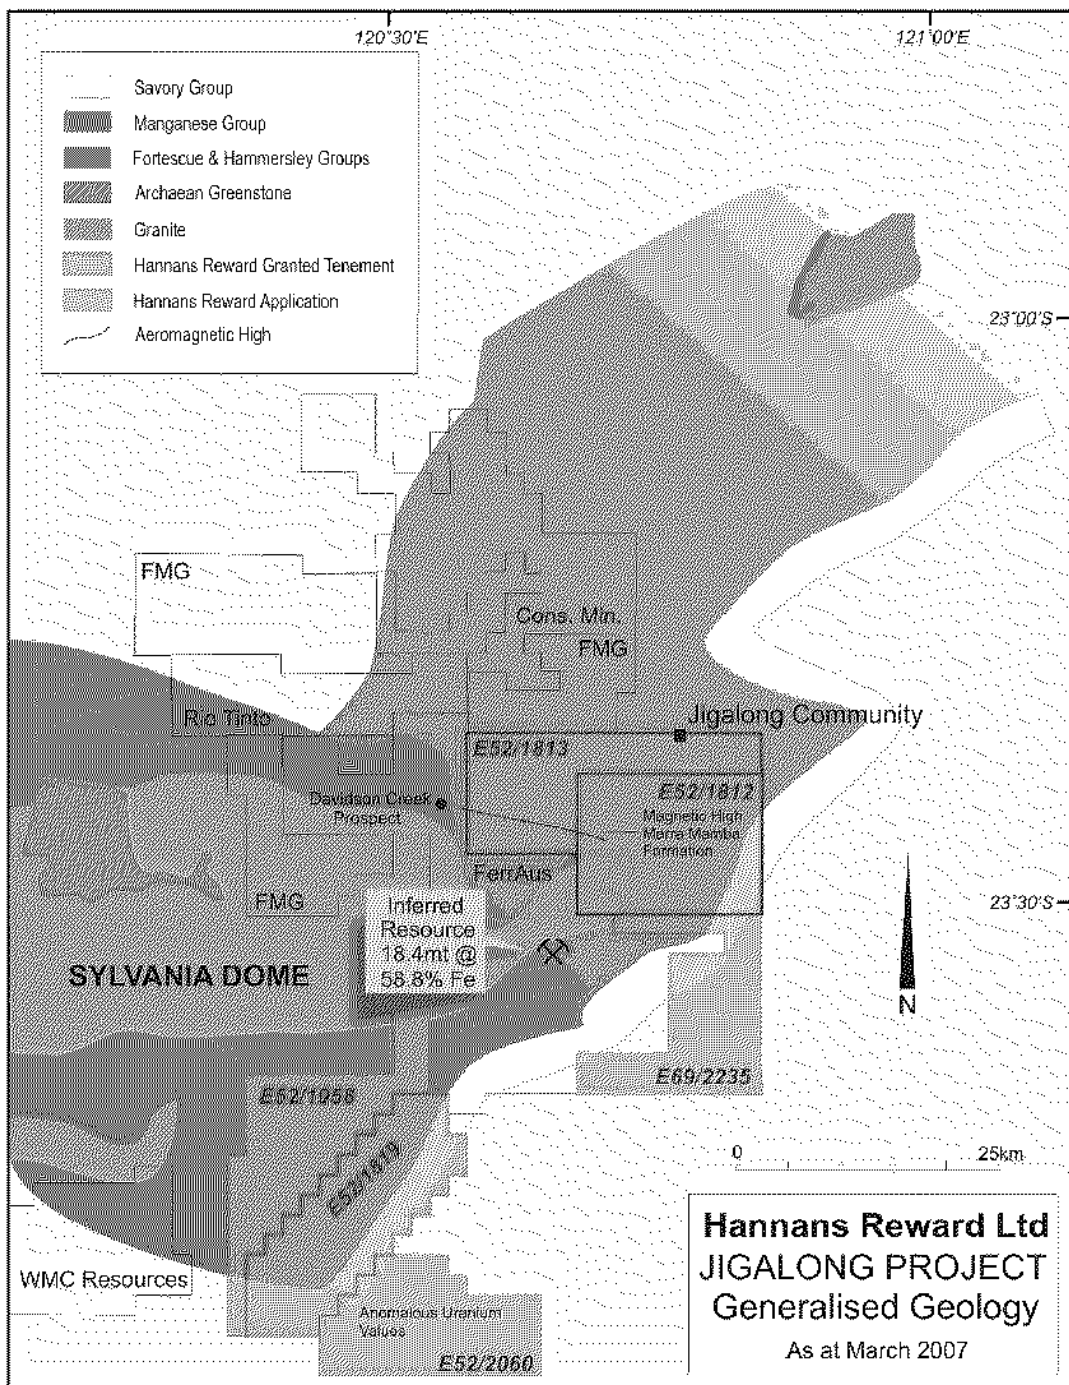 120°30'E
121°00'E
Savory Group
Manganese Group
Fortescue & Hammersley Groups
Archaean Greenstone
Granite
Hannans Reward Granted Tenement
Hannans Reward Application
Aeromagnetic High
23°00'S
FMG
Cons. Min.
FMG
Rio Tinto
Jigalong Community
E52/1813
E52/1812
Davidson Creek
Prospect
Magnetic High
Marra Mamba
Formation
FerrAus
FMG
Inferred
Resource
18.4mt @
58.8% Fe
23°30'S
SYLVANIA DOME
N
E69/2235
E52/1819
0
25km
WMC Resources
Anomalous Uranium
Values
E52/2060
Hannans Reward Ltd
JIGALONG PROJECT
Generalised Geology
As at March 2007